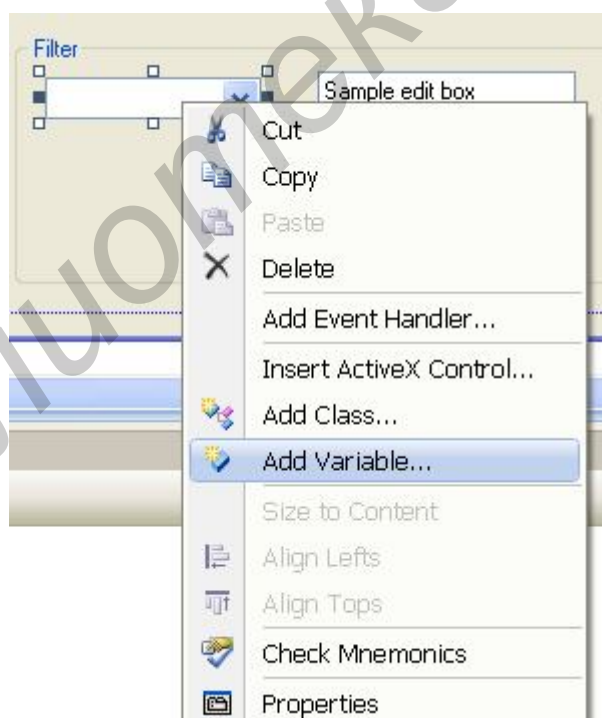 Filter
Sample edit box
Cut
Copy
Paste
Delete
Add Event Handler...
Insert ActiveX Control...
Add Class...
Add Variable...
Size to Content
Align Lefts
Align Tops
Check Mnemonics
Properties